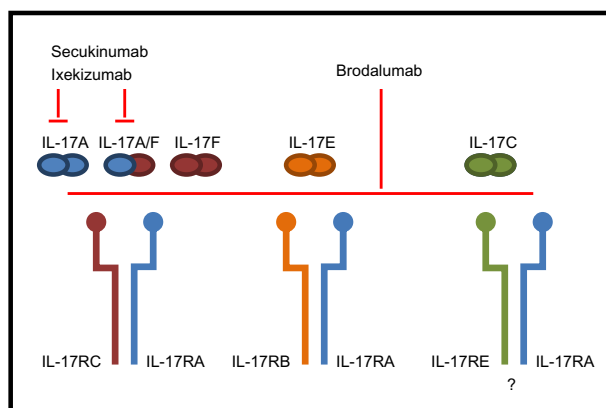 Secukinumab
Ixekizumab
Brodalumab
IL-17A
IL-17A/F
IL-17F
IL-17E
IL-17C
IL-17RC
IL-17RA
IL-17RB
IL-17RA
IL-17RE
IL-17RA
?